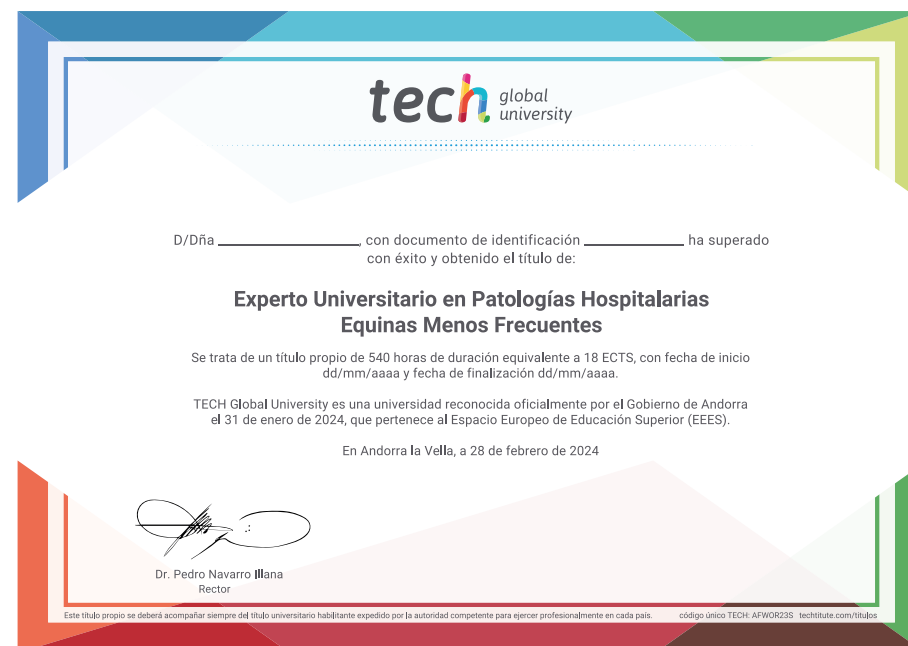 tech global university
D/Dña ____________________, con documento de identificación ______________ ha superado
con éxito y obtenido el título de:
Experto Universitario en Patologías Hospitalarias
Equinas Menos Frecuentes
Se trata de un título propio de 540 horas de duración equivalente a 18 ECTS, con fecha de inicio
dd/mm/aaaa y fecha de finalización dd/mm/aaaa.
TECH Global University es una universidad reconocida oficialmente por el Gobierno de Andorra
el 31 de enero de 2024, que pertenece al Espacio Europeo de Educación Superior (EEES).
En Andorra la Vella, a 28 de febrero de 2024
Dr. Pedro Navarro Illana
Rector
Este título propio se deberá acompañar siempre del título universitario habilitante expedido por la autoridad competente para ejercer profesionalmente en cada país. código único TECH: AFWOR23S techtitute.com/titulos